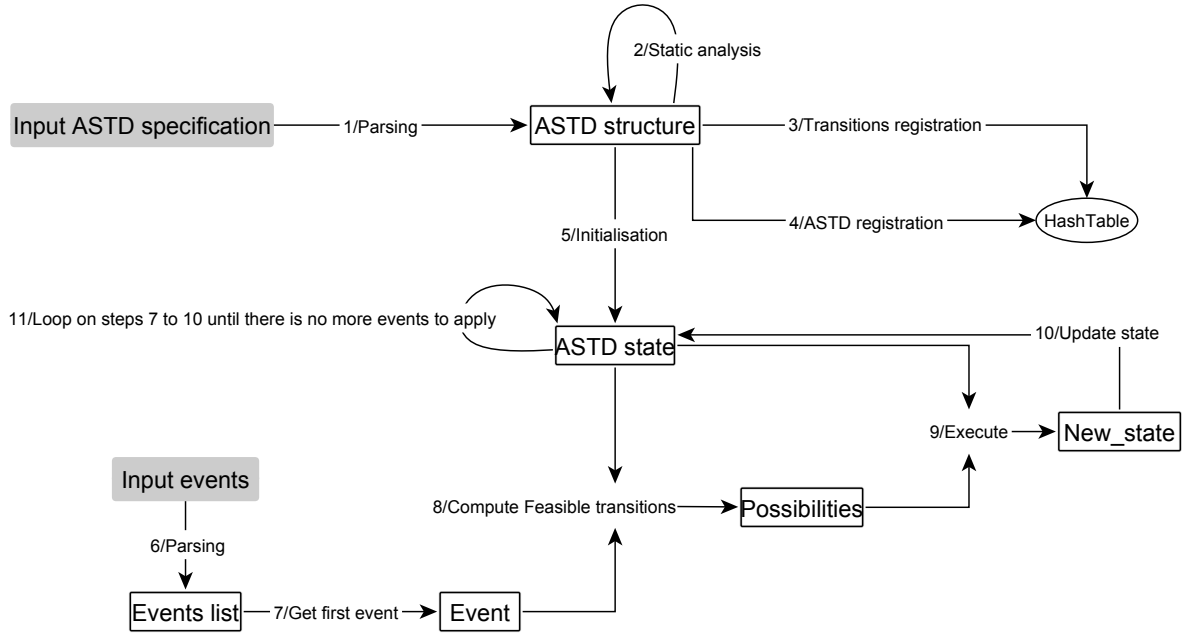 2/Static analysis
Input ASTD specification
1/Parsing
ASTD structure
3/Transitions registration
4/ASTD registration
HashTable
5/Initialisation
11/Loop on steps 7 to 10 until there is no more events to apply
ASTD state
10/Update state
9/Execute
New_state
Input events
8/Compute Feasible transitions
Possibilities
6/Parsing
Events list
7/Get first event
Event